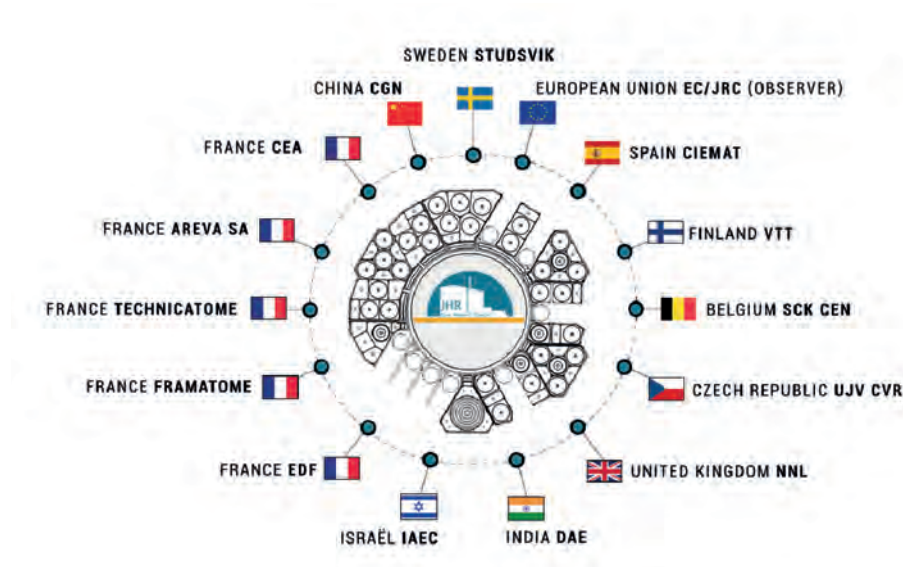 SWEDEN STUDSVIK
CHINA CGN
EUROPEAN UNION EC/JRC (OBSERVER)
FRANCE CEA
SPAIN CIEMAT
FRANCE AREVA SA
FINLAND VTT
FRANCE TECHNICATOME
JHR
BELGIUM SCK CEN
FRANCE FRAMATOME
CZECH REPUBLIC UJV CVR
FRANCE EDF
UNITED KINGDOM NNL
ISRAËL IAEC
INDIA DAE